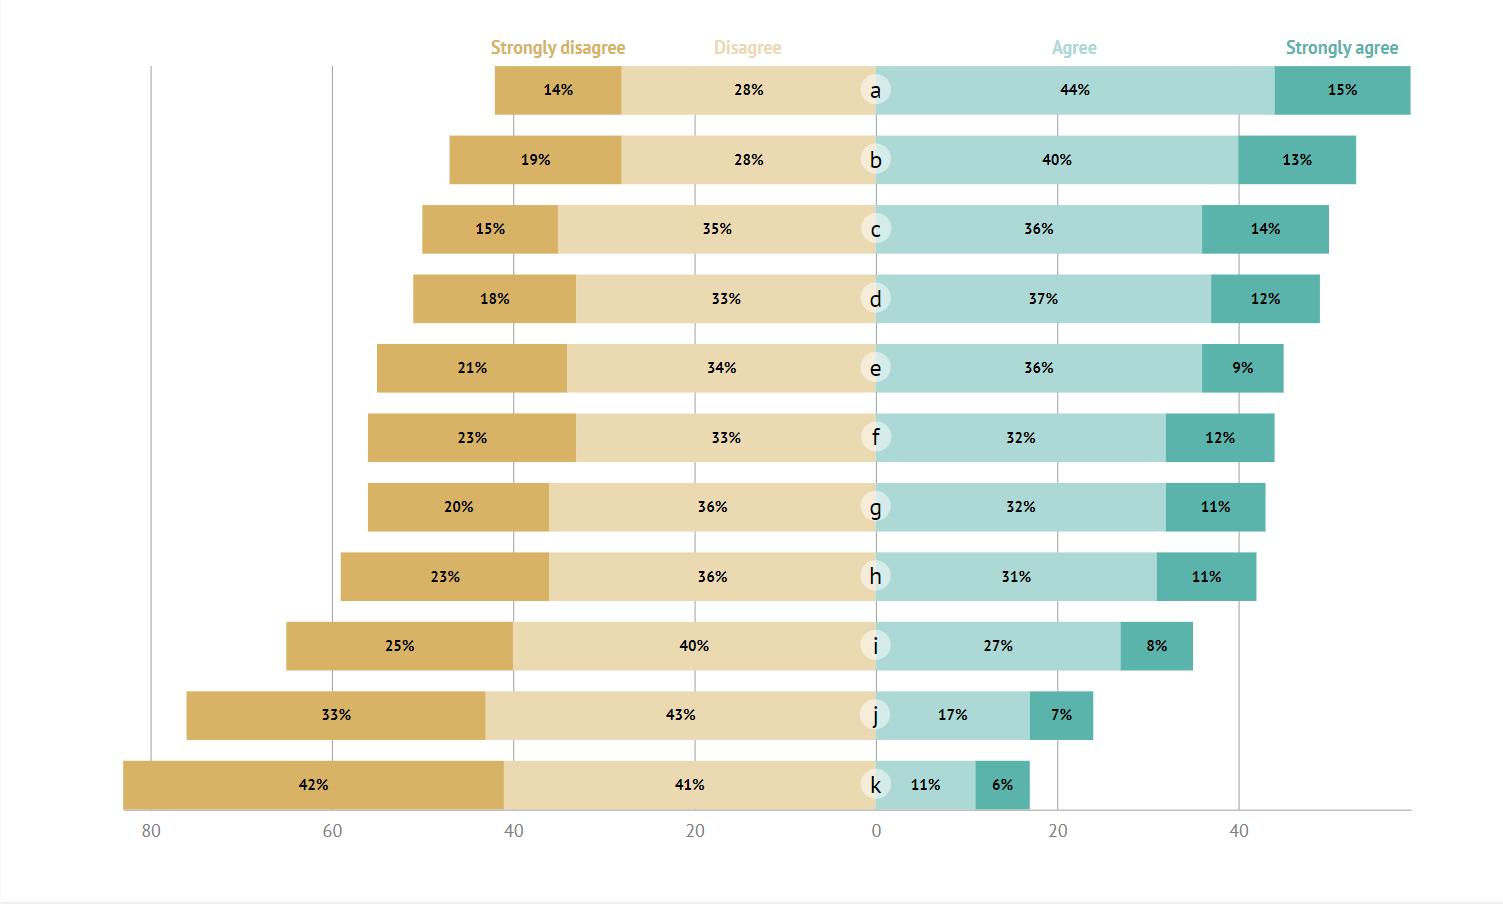 Strongly disagree Disagree Agree Strongly agree
14% 28% a 44% 15%
19% 28% b 40% 13%
15% 35% c 36% 14%
18% 33% d 37% 12%
21% 34% e 36% 9%
23% 33% f 32% 12%
20% 36% g 32% 11%
23% 36% h 31% 11%
25% 40% i 27% 8%
33% 43% j 17% 7%
42% 41% k 11% 6%
80 60 40 20 0 20 40